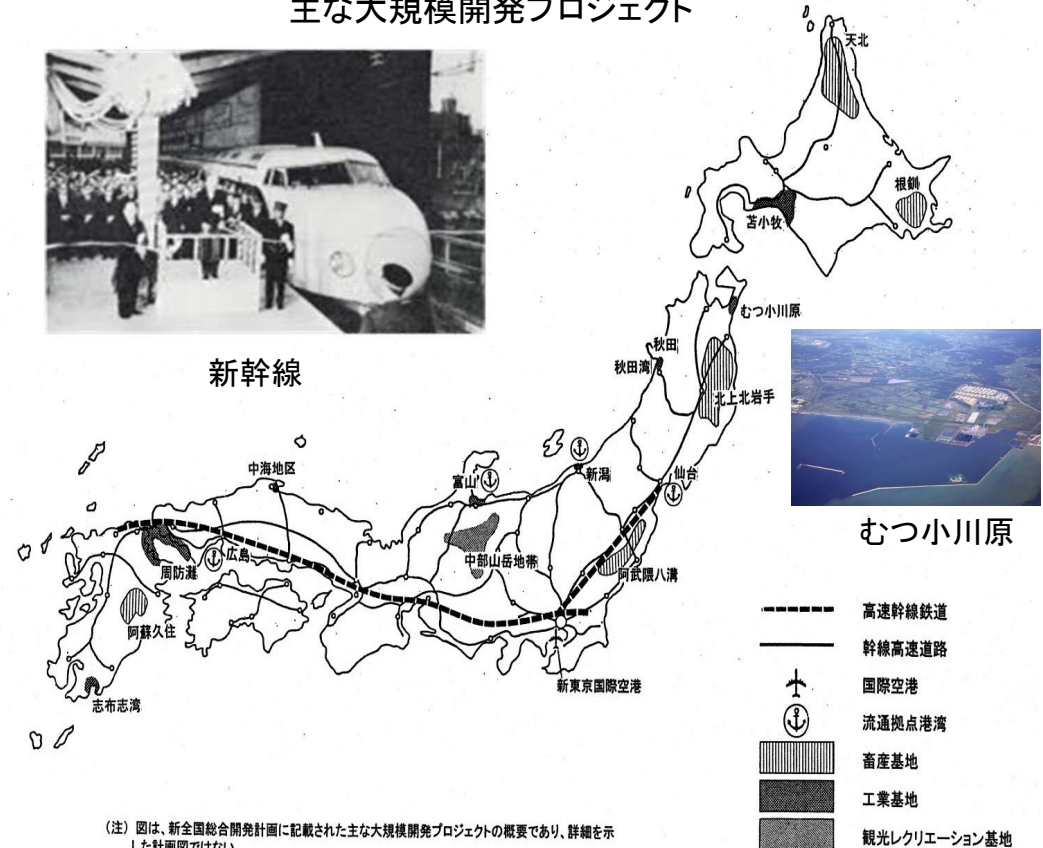 主な大規模開発プロジェクト
天北
根釧
苫小牧
むつ小川原
新幹線
秋田
秋田湾
北上北岩手
中海地区
富山
新潟
仙台
むつ小川原
広島
周防灘
中部山岳地帯
阿武隈八溝
阿蘇久住
新東京国際空港
志布志湾
高速幹線鉄道
幹線高速道路
国際空港
流通拠点港湾
畜産基地
工業基地
観光レクリエーション基地
(注) 図は、新全国総合開発計画に記載された主な大規模開発プロジェクトの概要であり、詳細を示
した計画図ではない